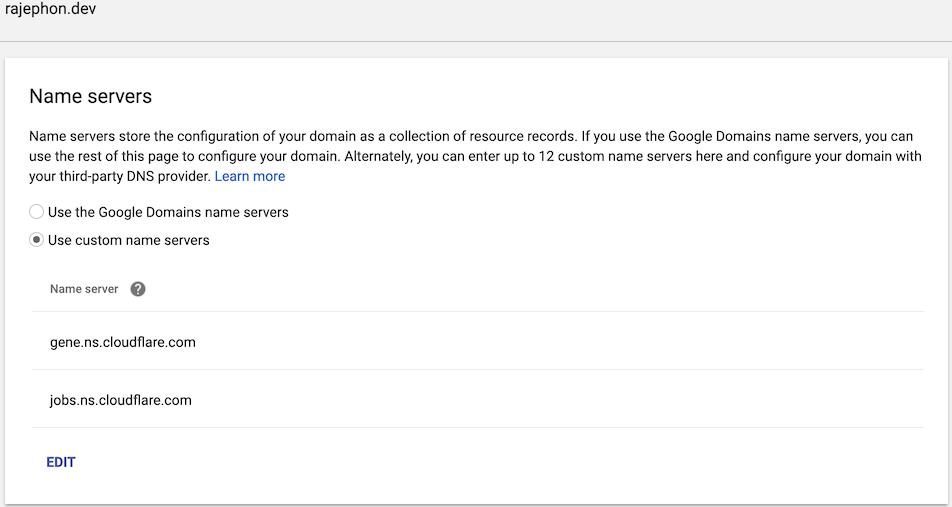 rajephon.dev
Name servers
Name servers store the configuration of your domain as a collection of resource records. If you use the Google Domains name servers, you can
use the rest of this page to configure your domain. Alternately, you can enter up to 12 custom name servers here and configure your domain with
your third-party DNS provider. Learn more
Use the Google Domains name servers
Use custom name servers
Name server ?
gene.ns.cloudflare.com
jobs.ns.cloudflare.com
EDIT